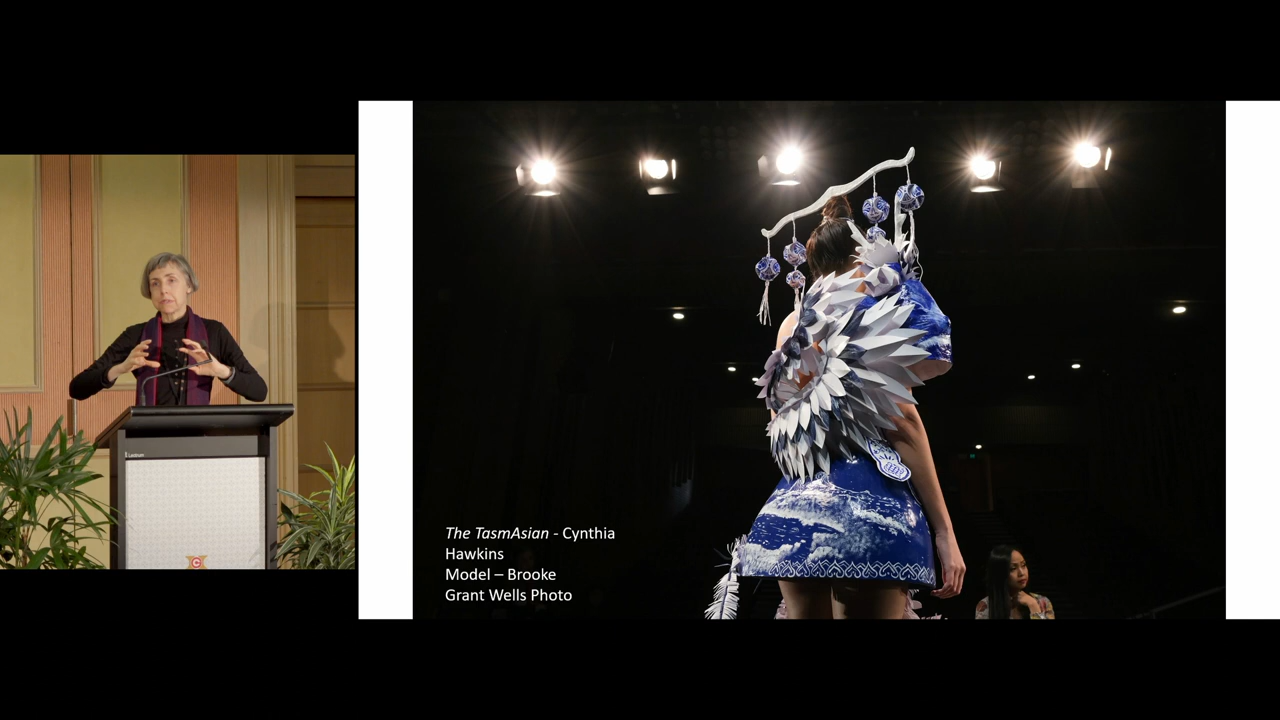 The TasmAsian - Cynthia
Hawkins
Model – Brooke
Grant Wells Photo